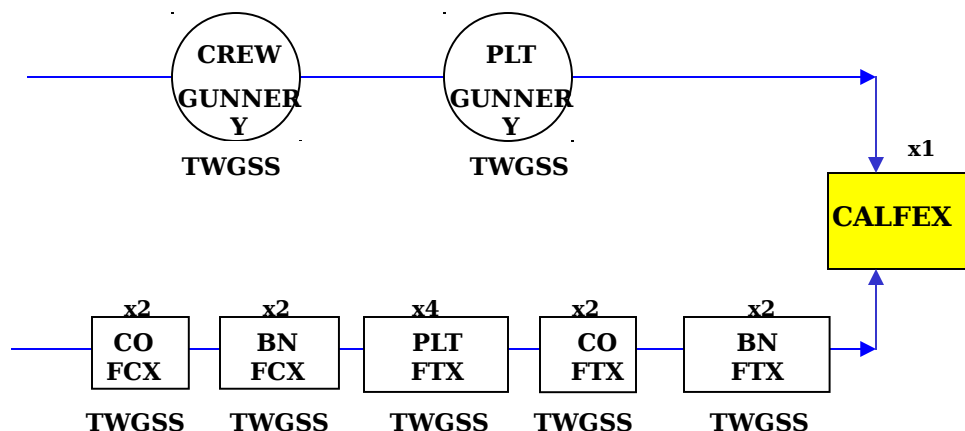 CREW
GUNNER
Y
TWGSS
PLT
GUNNER
Y
TWGSS
x1
CALFEX
x2
CO
FCX
TWGSS
x2
BN
FCX
TWGSS
x4
PLT
FTX
TWGSS
x2
CO
FTX
TWGSS
x2
BN
FTX
TWGSS